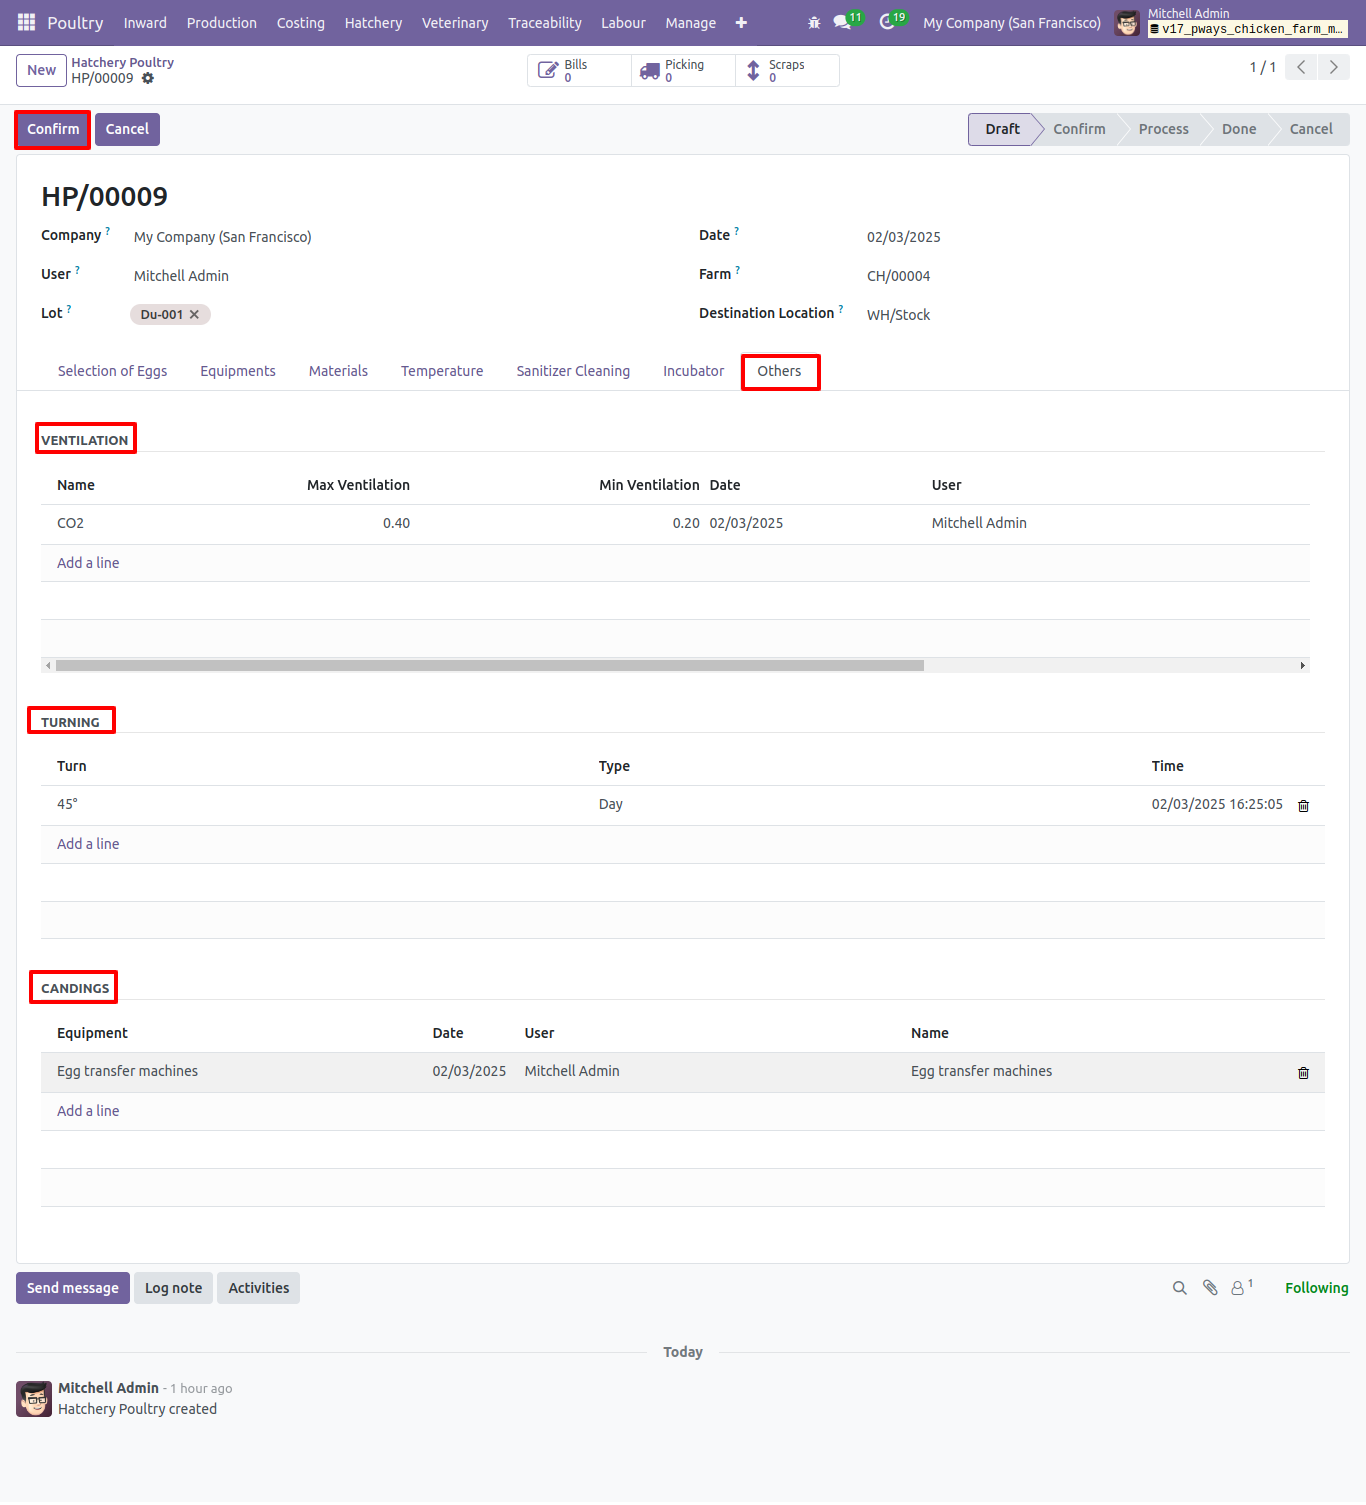 Poultry Inward Production Costing Hatchery Veterinary Traceability Labour Manage + 11 19 My Company (San Francisco) Mitchell Admin
v17_pways_chicken_farm_m...
New Hatchery Poultry Bills Picking Scraps 1 / 1
HP/00009 0 0 0
Confirm Cancel Draft Confirm Process Done Cancel
HP/00009
Company ? My Company (San Francisco) Date ? 02/03/2025
User ? Mitchell Admin Farm ? CH/00004
Lot ? Du-001 Destination Location ? WH/Stock
Selection of Eggs Equipments Materials Temperature Sanitizer Cleaning Incubator Others
VENTILATION
Name Max Ventilation Min Ventilation Date User
CO2 0.40 0.20 02/03/2025 Mitchell Admin
Add a line
TURNING
Turn Type Time
45° Day 02/03/2025 16:25:05
Add a line
CANDINGS
Equipment Date User Name
Egg transfer machines 02/03/2025 Mitchell Admin Egg transfer machines
Add a line
Send message Log note Activities 1 Following
Today
Mitchell Admin - 1 hour ago
Hatchery Poultry created